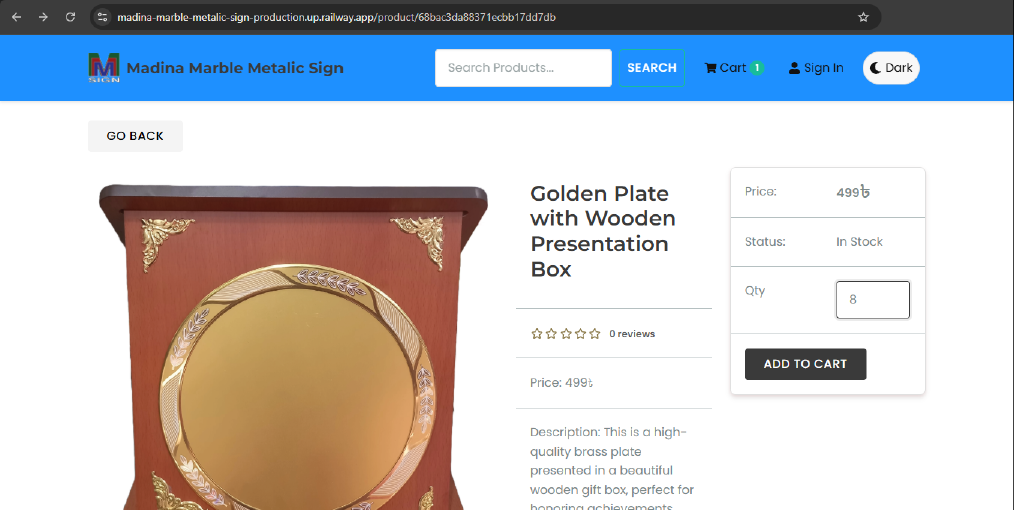 madina-marble-metalic-sign-production.up.railway.app/product/68bac3da88371ecbb17dd7db
M SIGN Madina Marble Metalic Sign
Search Products...
SEARCH
Cart 1
Sign In
Dark
GO BACK
Golden Plate
with Wooden
Presentation
Box
0 reviews
Price: 499৳
Description: This is a high-
quality brass plate
presented in a beautiful
wooden gift box, perfect for
honoring achievements
Price: 499৳
Status: In Stock
Qty 8
ADD TO CART